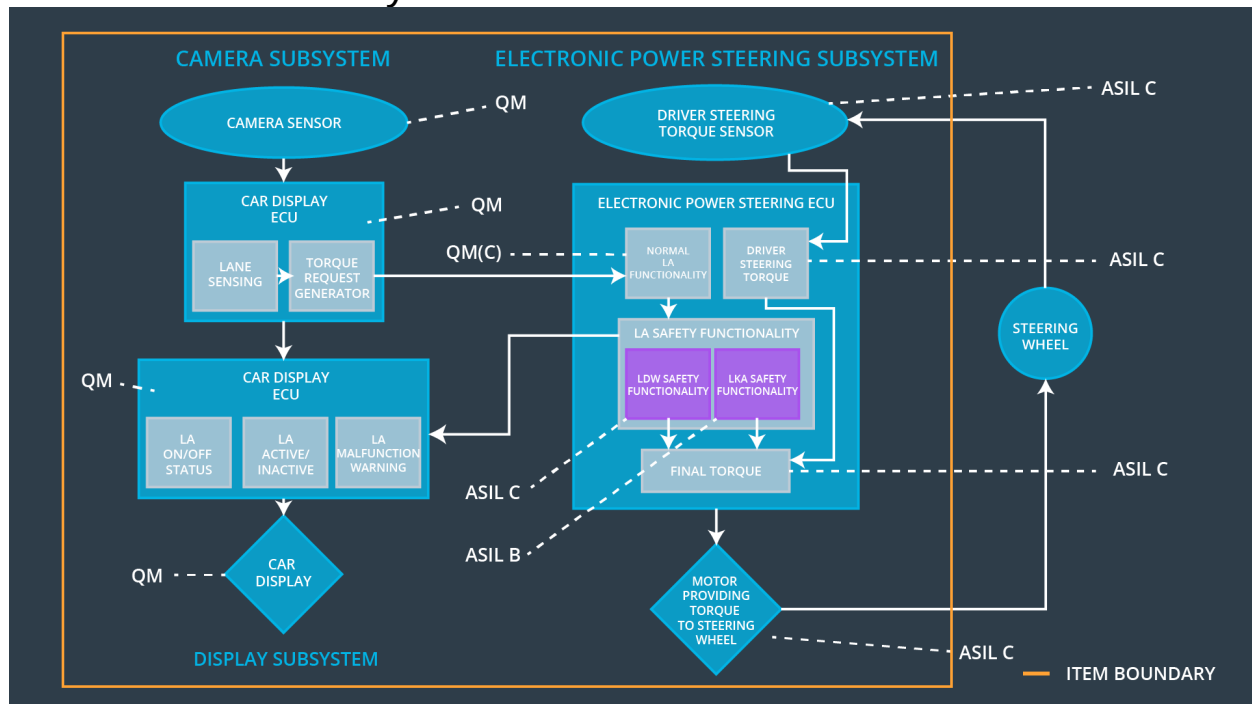 CAMERA SUBSYSTEM
ELECTRONIC POWER STEERING SUBSYSTEM
CAMERA SENSOR
QM
DRIVER STEERING
TORQUE SENSOR
ASIL C
CAR DISPLAY
ECU
QM
LANE
SENSING
TORQUE
REQUEST
GENERATOR
ELECTRONIC POWER STEERING ECU
QM(C)
NORMAL
LA
FUNCTIONALITY
DRIVER
STEERING
TORQUE
ASIL C
STEERING
WHEEL
LA SAFETY FUNCTIONALITY
LDW SAFETY
FUNCTIONALITY
LKA SAFETY
FUNCTIONALITY
QM
CAR DISPLAY
ECU
LA
ON/OFF
STATUS
LA
ACTIVE/
INACTIVE
LA
MALFUNCTION
WARNING
FINAL TORQUE
ASIL C
ASIL C
ASIL B
QM
CAR
DISPLAY
MOTOR
PROVIDING
TORQUE
TO STEERING
WHEEL
DISPLAY SUBSYSTEM
ASIL C
ITEM BOUNDARY